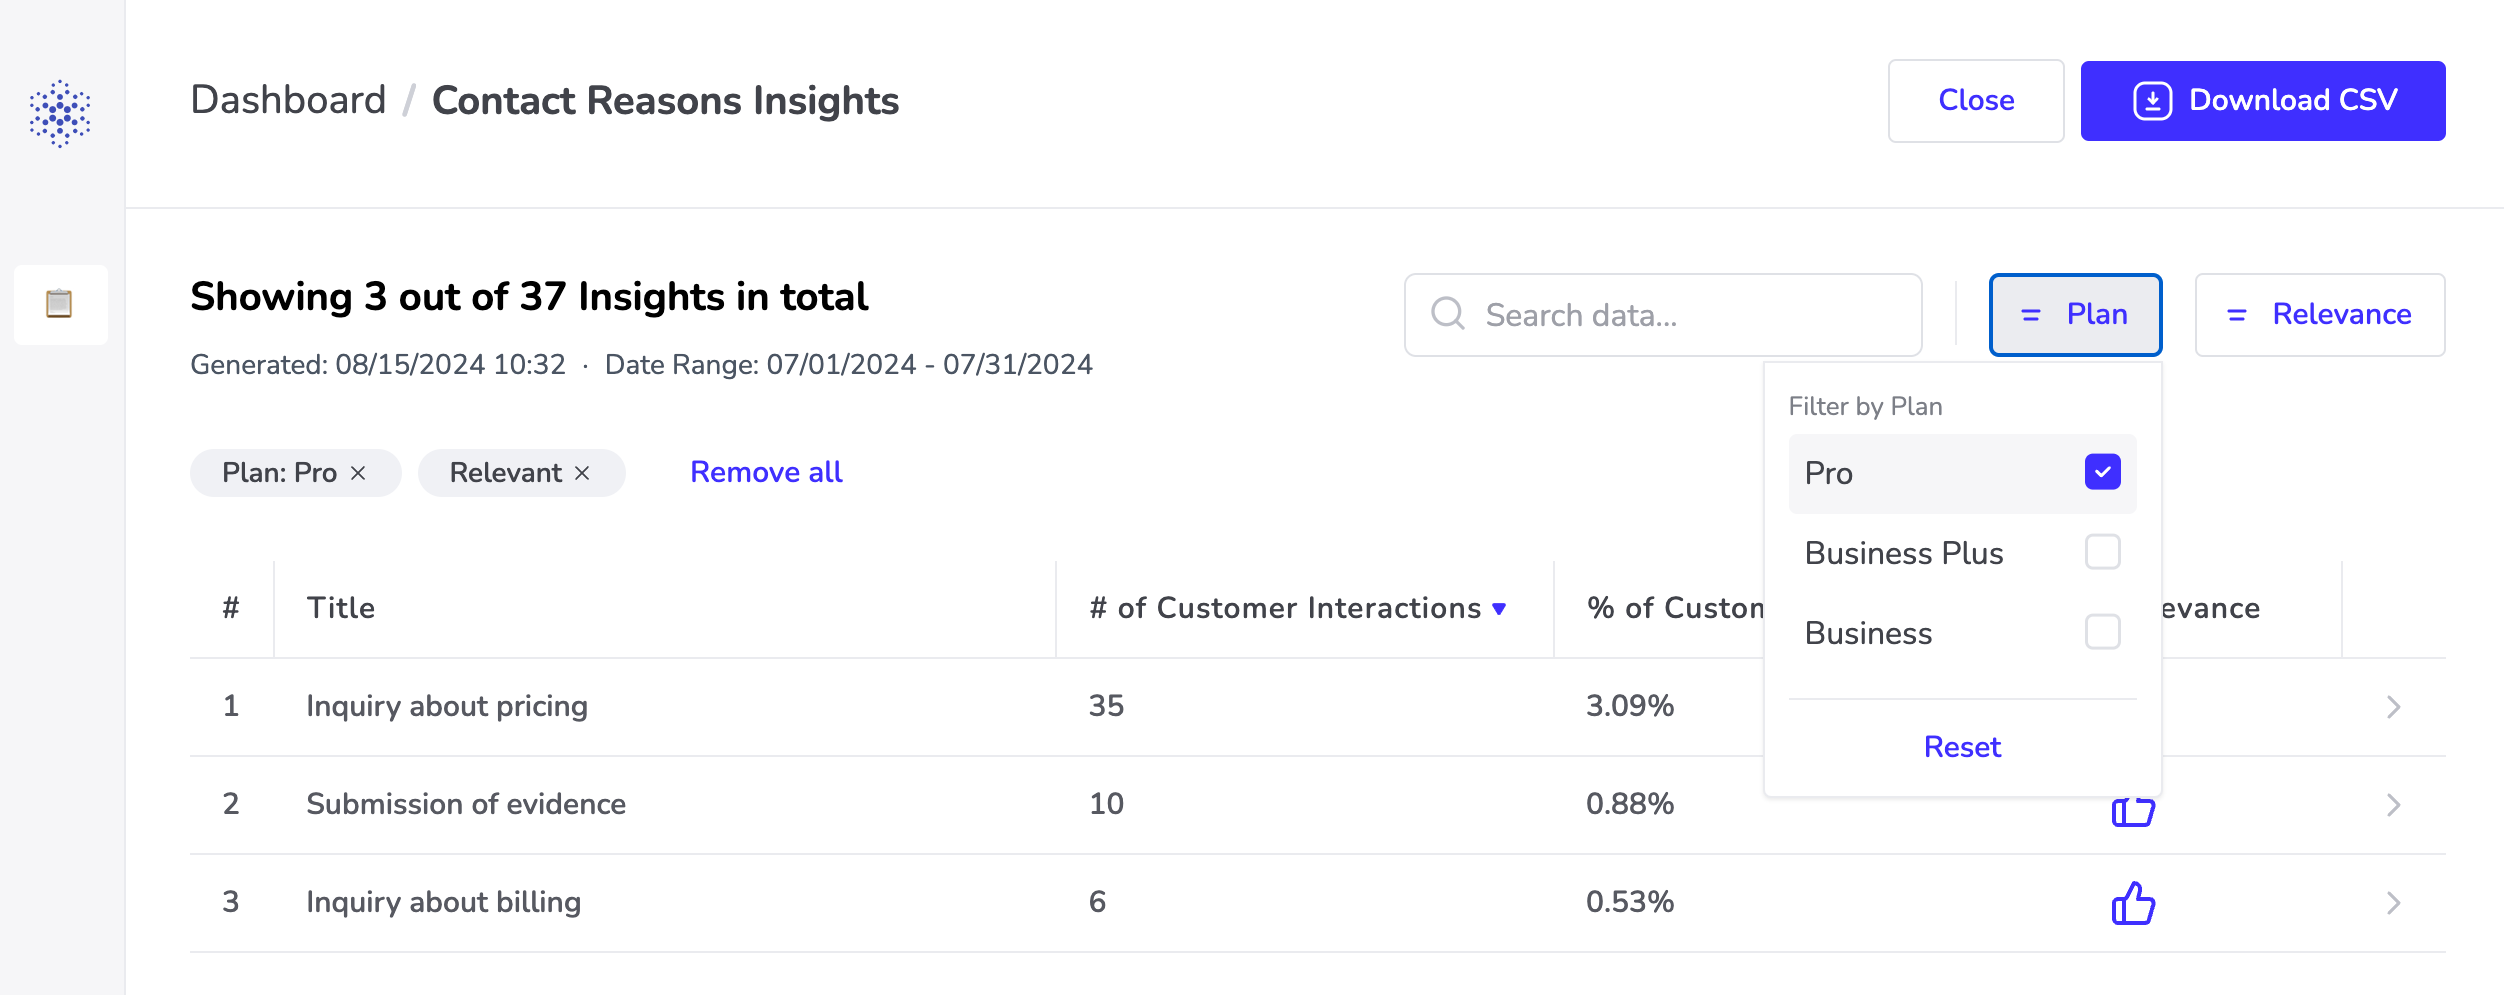 Dashboard / Contact Reasons Insights
Close
Download CSV
Showing 3 out of 37 Insights in total
Generated: 08/15/2024 10:32 · Date Range: 07/01/2024 - 07/31/2024
Search data...
Plan
Relevance
Filter by Plan
Pro
Business Plus
Business
Reset
Plan: Pro
Relevant
Remove all
# Title # of Customer Interactions % of Custom evance
1 Inquiry about pricing 35 3.09%
2 Submission of evidence 10 0.88%
3 Inquiry about billing 6 0.53%